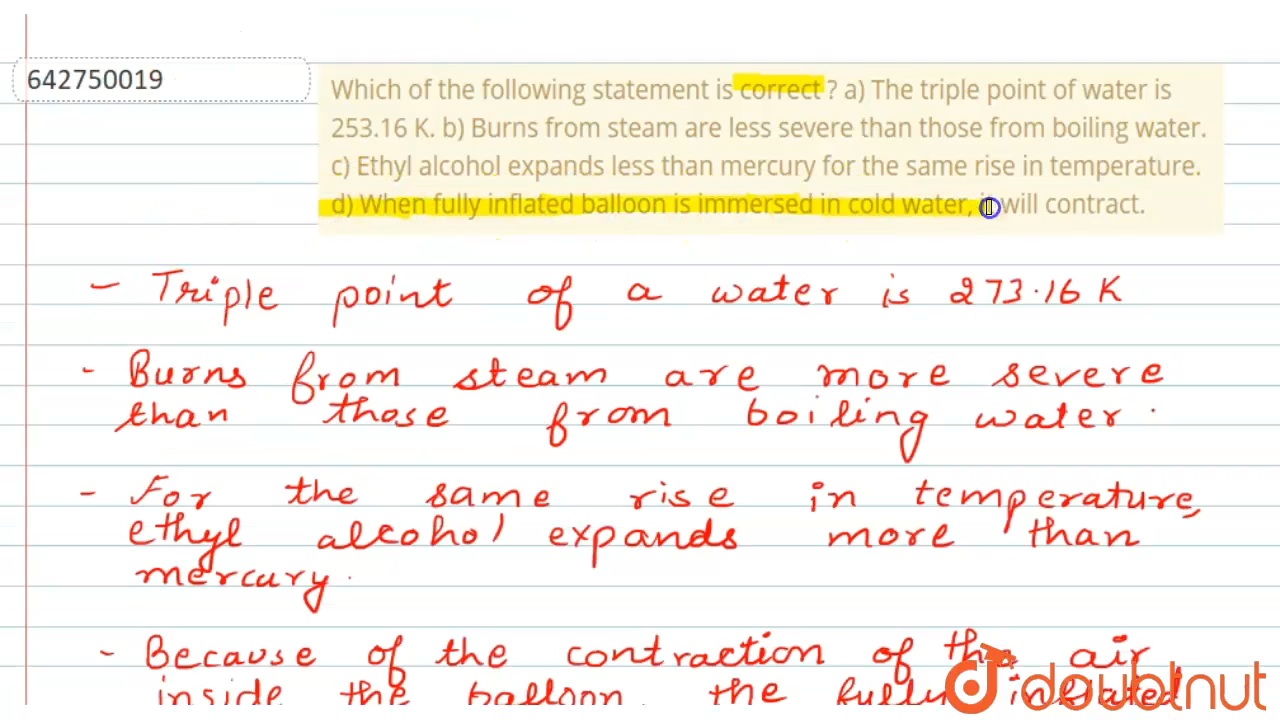 642750019
Which of the following statement is correct ? a) The triple point of water is
253.16 K. b) Burns from steam are less severe than those from boiling water.
c) Ethyl alcohol expands less than mercury for the same rise in temperature.
d) When fully inflated balloon is immersed in cold water, it will contract.
- Triple point of a water is 273.16 K
- Burns from steam are more severe
than those from boiling water.
- For the same rise in temperature,
ethyl alcohol expands more than
mercury.
- Because of the contraction of the air
inside the balloon, the fully inflated
doubtnut